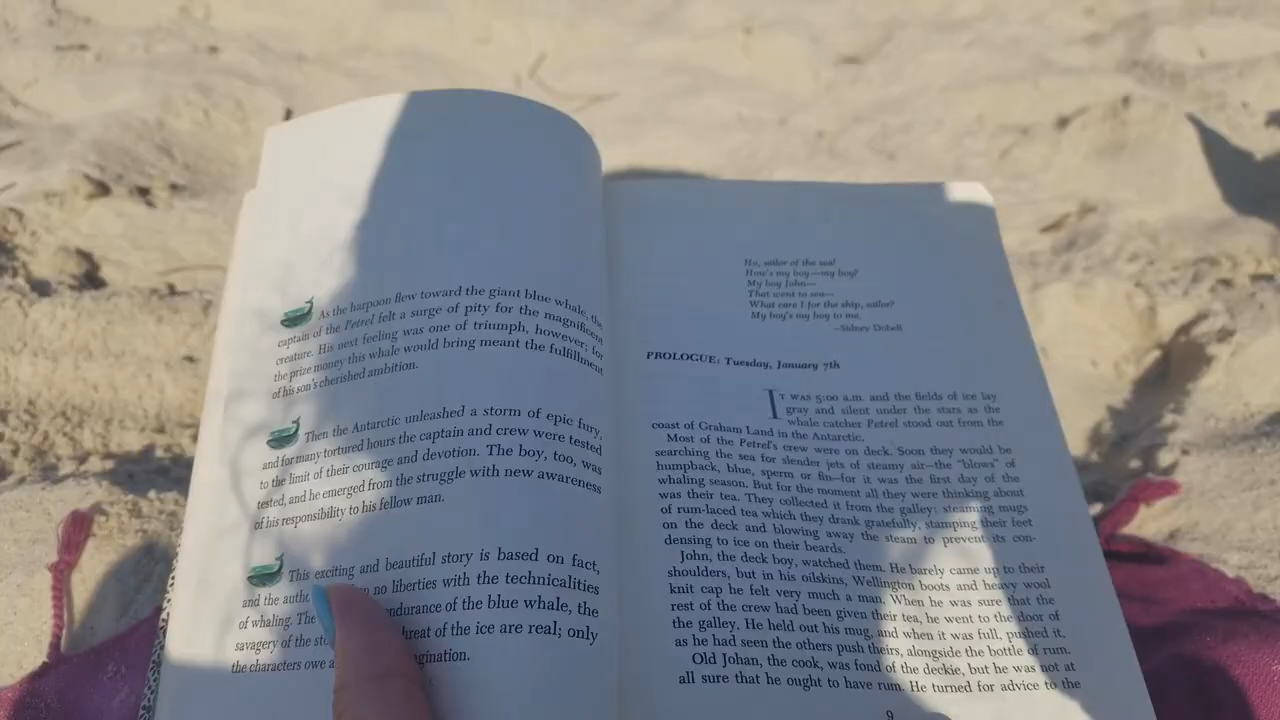 As the harpoon flew toward the giant blue whale, the
captain of the Petrel felt a surge of pity for the magnificent
creature. His next feeling was one of triumph, however; for
the prize money this whale would bring meant the fulfillment
of his son's cherished ambition.
Then the Antarctic unleashed a storm of epic fury,
and for many tortured hours the captain and crew were tested
to the limit of their courage and devotion. The boy, too, was
tested, and he emerged from the struggle with new awareness
of his responsibility to his fellow man.
This exciting and beautiful story is based on fact,
and the no liberties with the technicalities
of whaling. The endurance of the blue whale, the
savagery of the of the ice are real; only
the characters owe
Ho, sailor of the sea!
How's my boy—my boy?
My boy John—
That went to sea—
What care I for the ship, sailor?
My boy's my boy to me.
—Sidney Dobell
PROLOGUE: Tuesday, January 7th
IT WAS 5:00 a.m. and the fields of ice lay
gray and silent under the stars as the
whale catcher Petrel stood out from the
coast of Graham Land in the Antarctic.
Most of the Petrel's crew were on deck. Soon they would be
searching the sea for slender jets of steamy air—the "blows" of
humpback, blue, sperm or fin—for it was the first day of the
whaling season. But for the moment all they were thinking about
was their tea. They collected it from the galley: steaming mugs
of rum-laced tea which they drank gratefully, stamping their feet
on the deck and blowing away the steam to prevent its con-
densing to ice on their beards.
John, the deck boy, watched them. He barely came up to their
shoulders, but in his oilskins, Wellington boots and heavy wool
knit cap he felt very much a man. When he was sure that the
rest of the crew had been given their tea, he went to the door of
the galley. He held out his mug, and when it was full, pushed it,
as he had seen the others push theirs, alongside the bottle of rum.
Old Johan, the cook, was fond of the deckie, but he was not at
all sure that he ought to have rum. He turned for advice to the
9